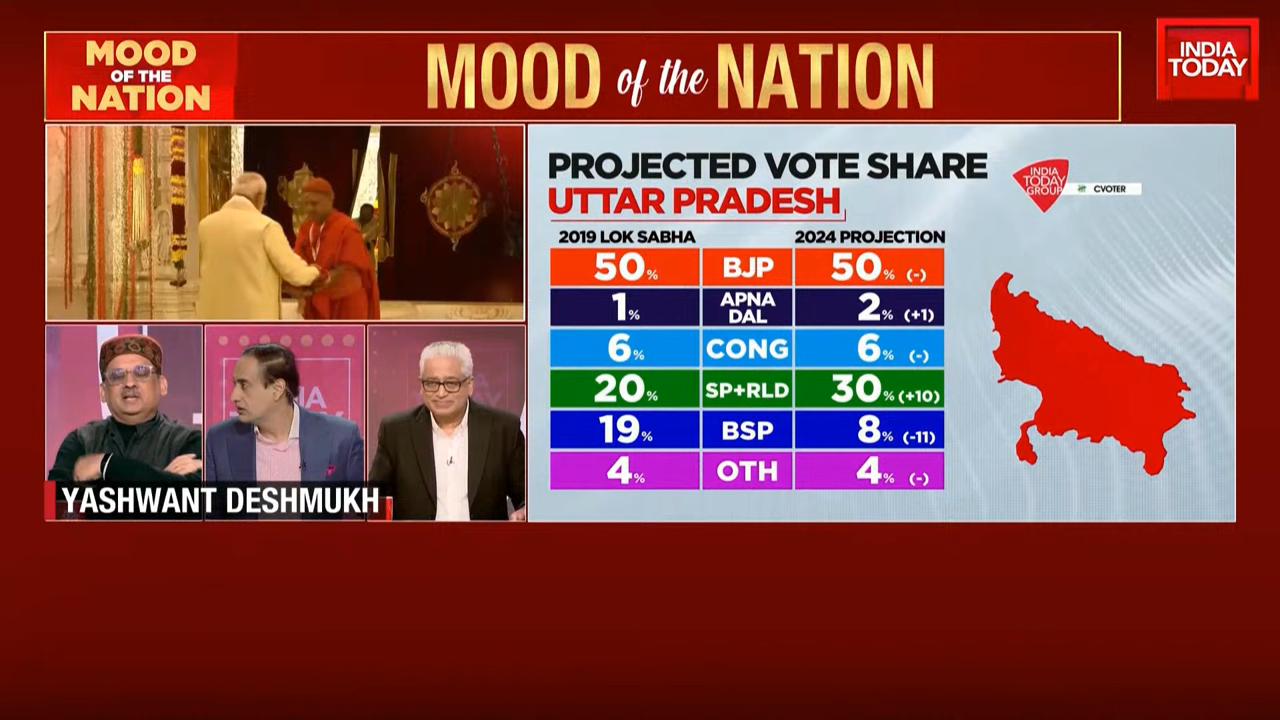 MOOD
OF THE
NATION
MOOD of the NATION
INDIA
TODAY
PROJECTED VOTE SHARE
UTTAR PRADESH
INDIA
TODAY
GROUP
CVOTER
2019 LOK SABHA
2024 PROJECTION
50% BJP 50% (-)
1% APNA DAL 2% (+1)
6% CONG 6% (-)
20% SP+RLD 30% (+10)
19% BSP 8% (-11)
4% OTH 4% (-)
YASHWANT DESHMUKH